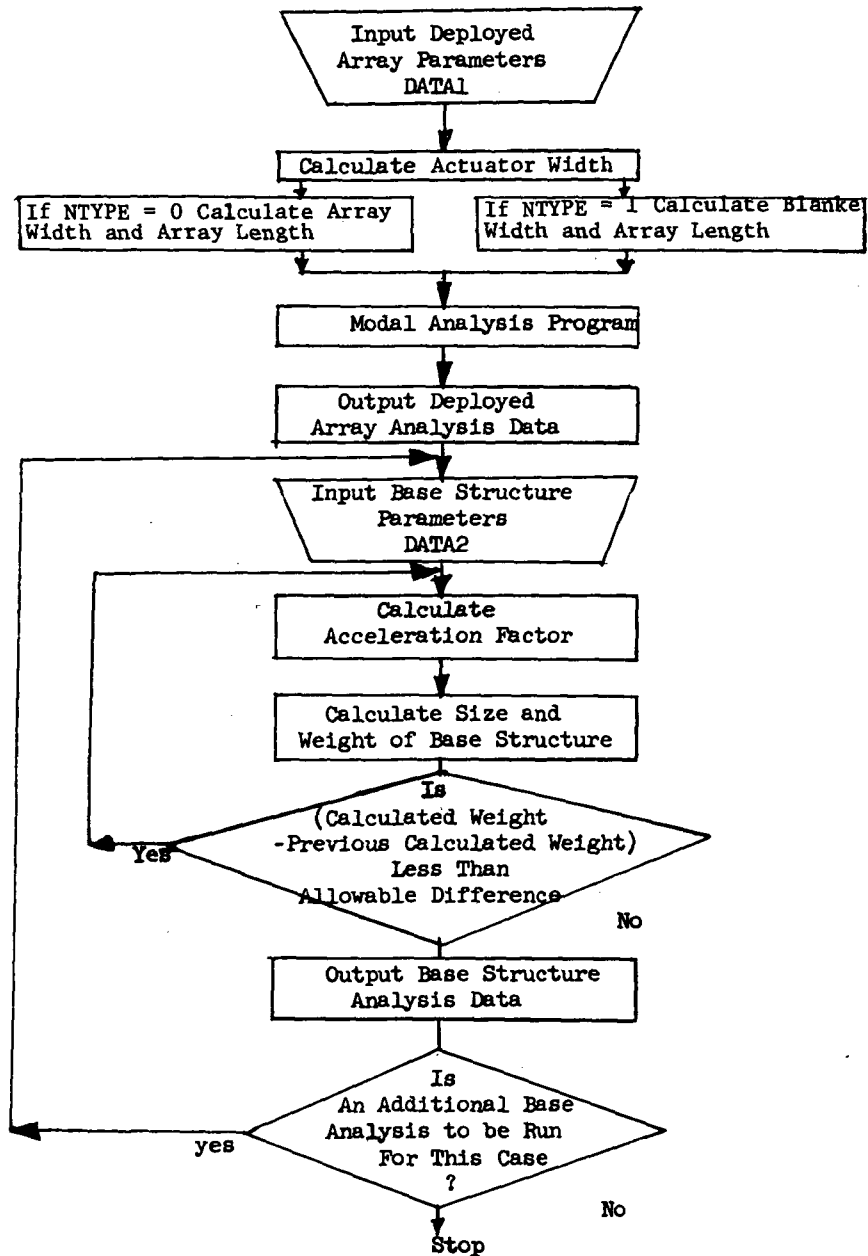 Input Deployed
Array Parameters
DATA1
Calculate Actuator Width
If NTYPE = 0 Calculate Array
Width and Array Length
If NTYPE = 1 Calculate Blanke
Width and Array Length
Modal Analysis Program
Output Deployed
Array Analysis Data
Input Base Structure
Parameters
DATA2
Calculate
Acceleration Factor
Calculate Size and
Weight of Base Structure
Is
(Calculated Weight
-Previous Calculated Weight)
Less Than
Allowable Difference
Yes
No
Output Base Structure
Analysis Data
Is
An Additional Base
Analysis to be Run
For This Case
?
yes
No
Stop